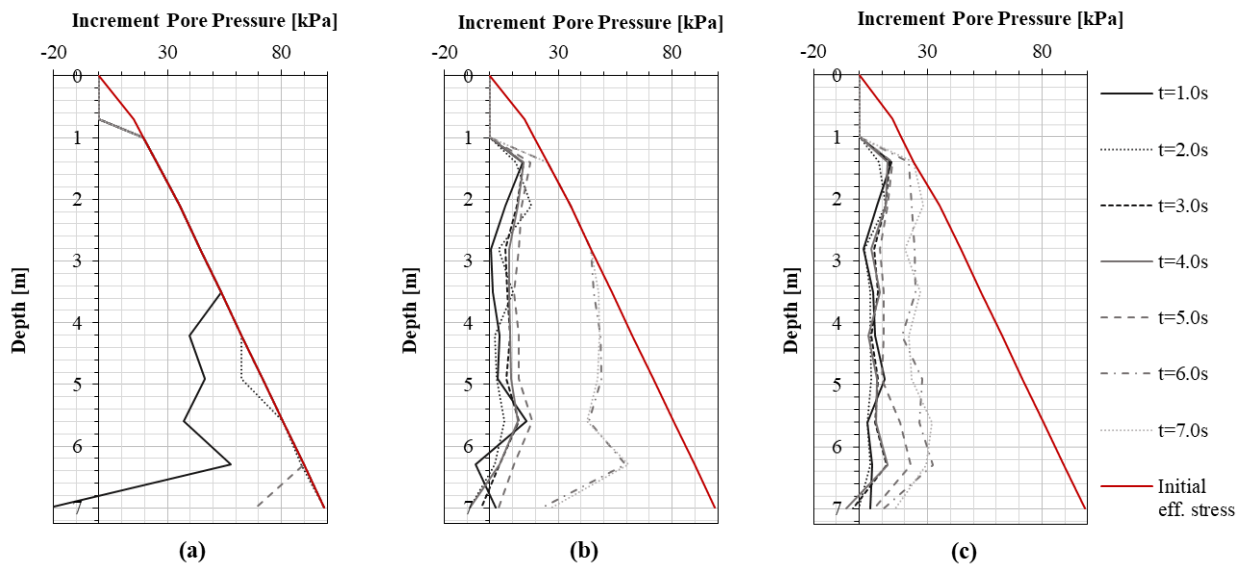 Increment Pore Pressure [kPa]
-20 30 80
0
1
2
3
4
5
6
7
Depth [m]
(a)
Increment Pore Pressure [kPa]
-20 30 80
0
1
2
3
4
5
6
7
Depth [m]
(b)
Increment Pore Pressure [kPa]
-20 30 80
0
1
2
3
4
5
6
7
Depth [m]
(c)
t=1.0s
t=2.0s
t=3.0s
t=4.0s
t=5.0s
t=6.0s
t=7.0s
Initial
eff. stress